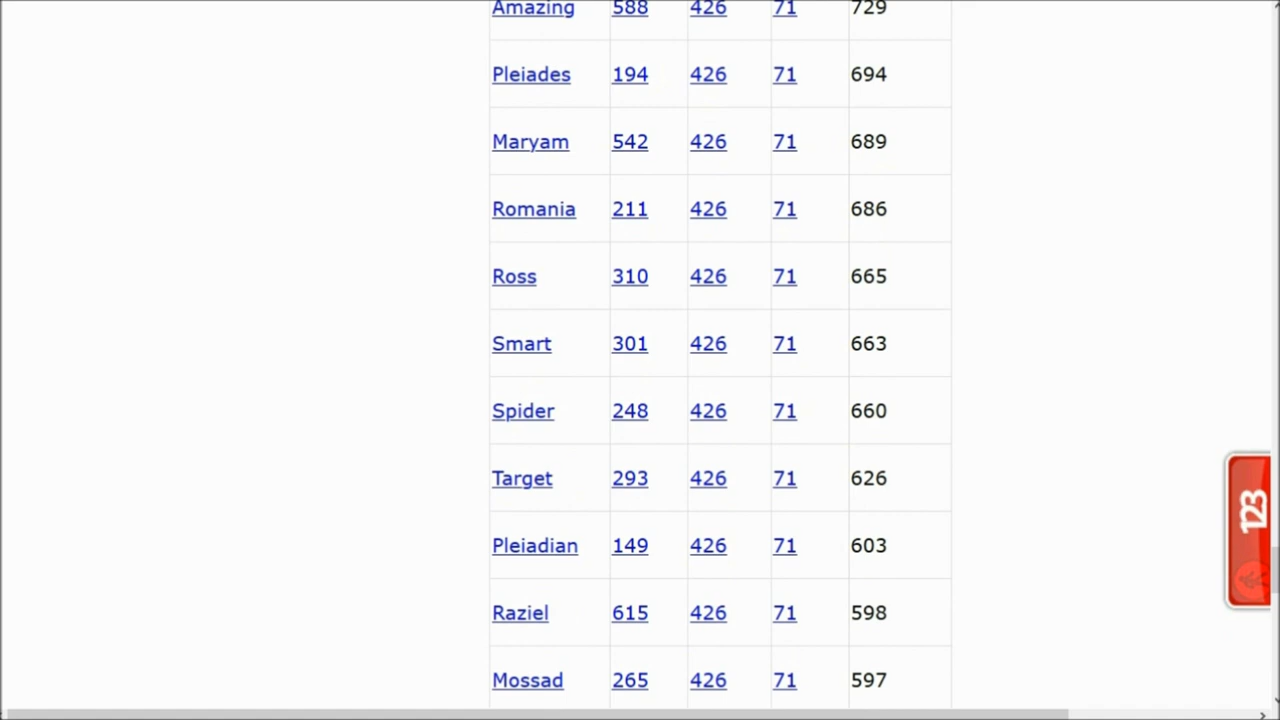 Amazing 588 426 71 729
Pleiades 194 426 71 694
Maryam 542 426 71 689
Romania 211 426 71 686
Ross 310 426 71 665
Smart 301 426 71 663
Spider 248 426 71 660
Target 293 426 71 626
Pleiadian 149 426 71 603
Raziel 615 426 71 598
Mossad 265 426 71 597
123